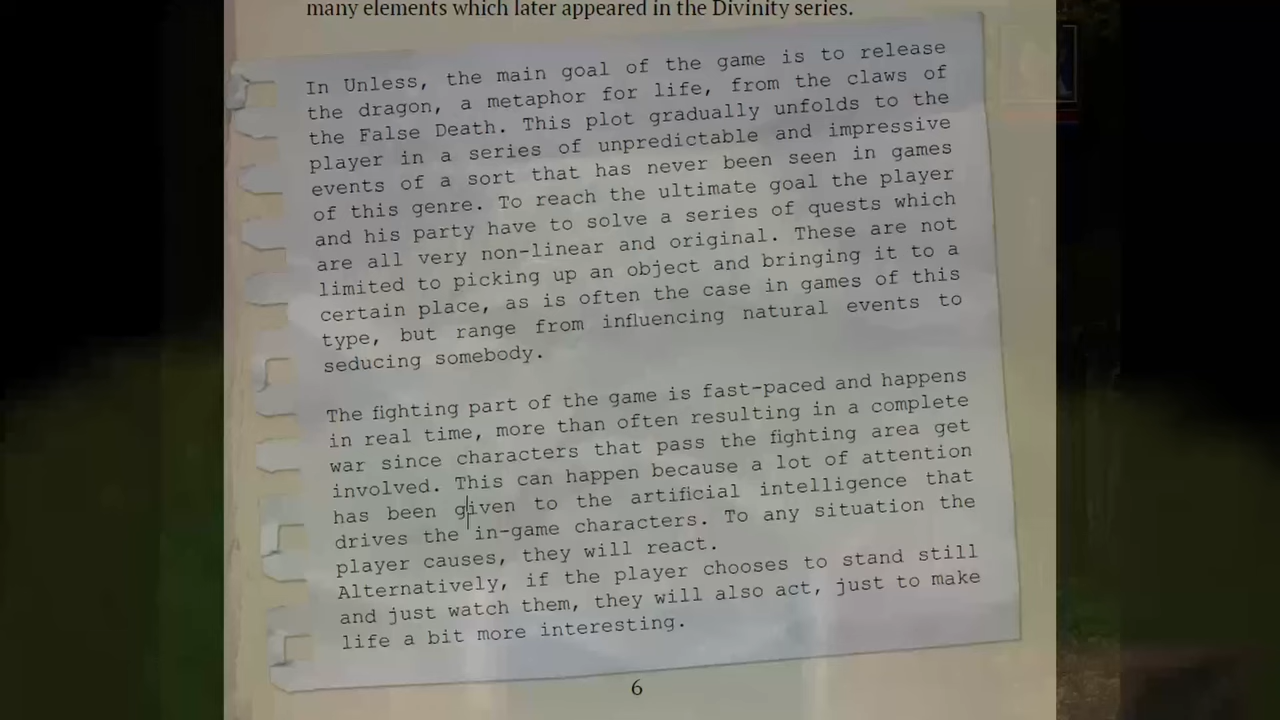 many elements which later appeared in the Divinity series.
In Unless, the main goal of the game is to release
the dragon, a metaphor for life, from the claws of
the False Death. This plot gradually unfolds to the
player in a series of unpredictable and impressive
events of a sort that has never been seen in games
of this genre. To reach the ultimate goal the player
and his party have to solve a series of quests which
are all very non-linear and original. These are not
limited to picking up an object and bringing it to a
certain place, as is often the case in games of this
type, but range from influencing natural events to
seducing somebody.
The fighting part of the game is fast-paced and happens
in real time, more than often resulting in a complete
war since characters that pass the fighting area get
involved. This can happen because a lot of attention
has been given to the artificial intelligence that
drives the in-game characters. To any situation the
player causes, they will react.
Alternatively, if the player chooses to stand still
and just watch them, they will also act, just to make
life a bit more interesting.
6